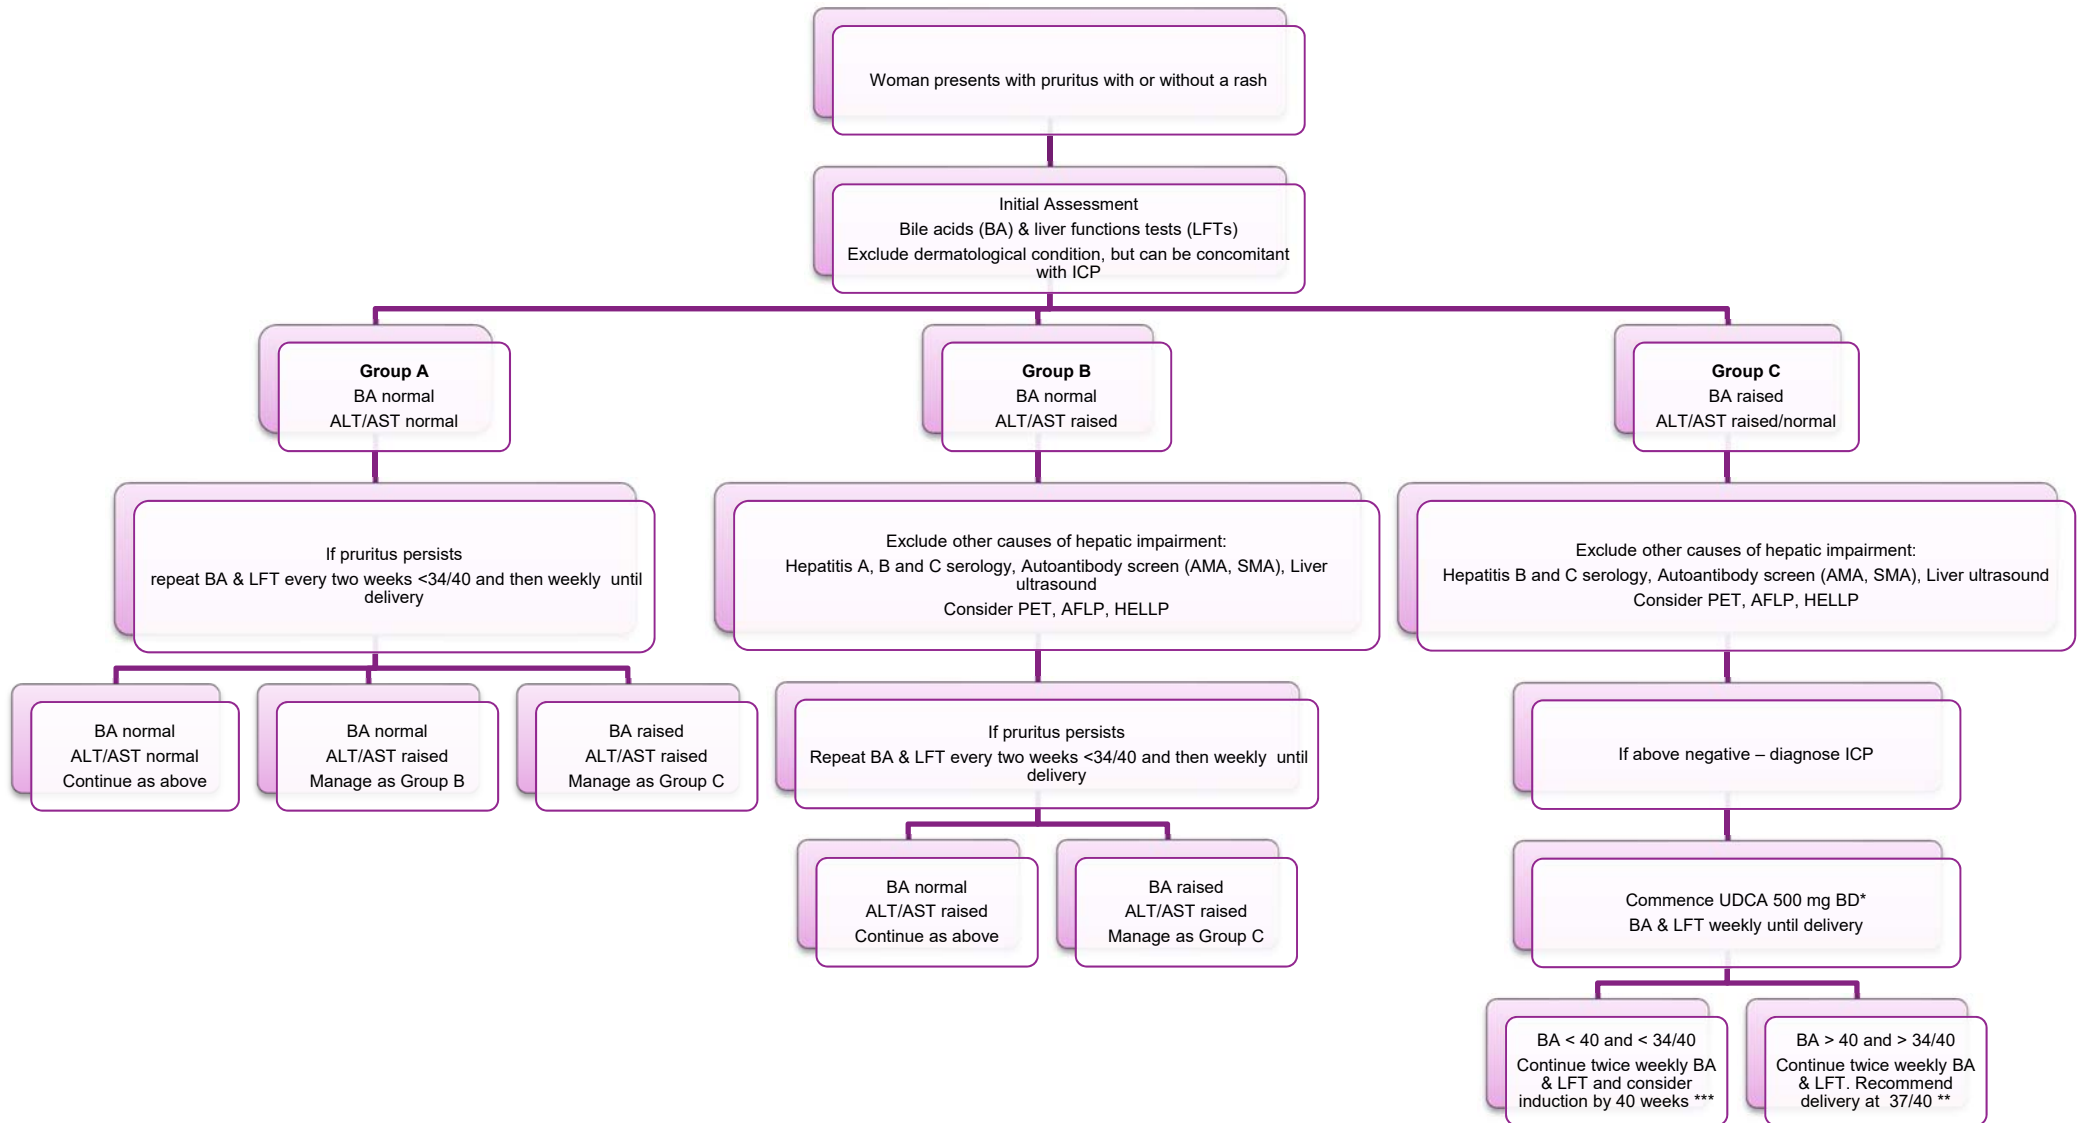 Woman presents with pruritus with or without a rash
Initial Assessment
Bile acids (BA) & liver functions tests (LFTs)
Exclude dermatological condition, but can be concomitant
with ICP
Group A
BA normal
ALT/AST normal
Group B
BA normal
ALT/AST raised
Group C
BA raised
ALT/AST raised/normal
If pruritus persists
repeat BA & LFT every two weeks <34/40 and then weekly until
delivery
Exclude other causes of hepatic impairment:
Hepatitis A, B and C serology, Autoantibody screen (AMA, SMA), Liver
ultrasound
Consider PET, AFLP, HELLP
Exclude other causes of hepatic impairment:
Hepatitis B and C serology, Autoantibody screen (AMA, SMA), Liver ultrasound
Consider PET, AFLP, HELLP
BA normal
ALT/AST normal
Continue as above
BA normal
ALT/AST raised
Manage as Group B
BA raised
ALT/AST raised
Manage as Group C
If pruritus persists
Repeat BA & LFT every two weeks <34/40 and then weekly until
delivery
If above negative – diagnose ICP
BA normal
ALT/AST raised
Continue as above
BA raised
ALT/AST raised
Manage as Group C
Commence UDCA 500 mg BD*
BA & LFT weekly until delivery
BA < 40 and < 34/40
Continue twice weekly BA
& LFT and consider
induction by 40 weeks ***
BA > 40 and > 34/40
Continue twice weekly BA
& LFT. Recommend
delivery at 37/40 **